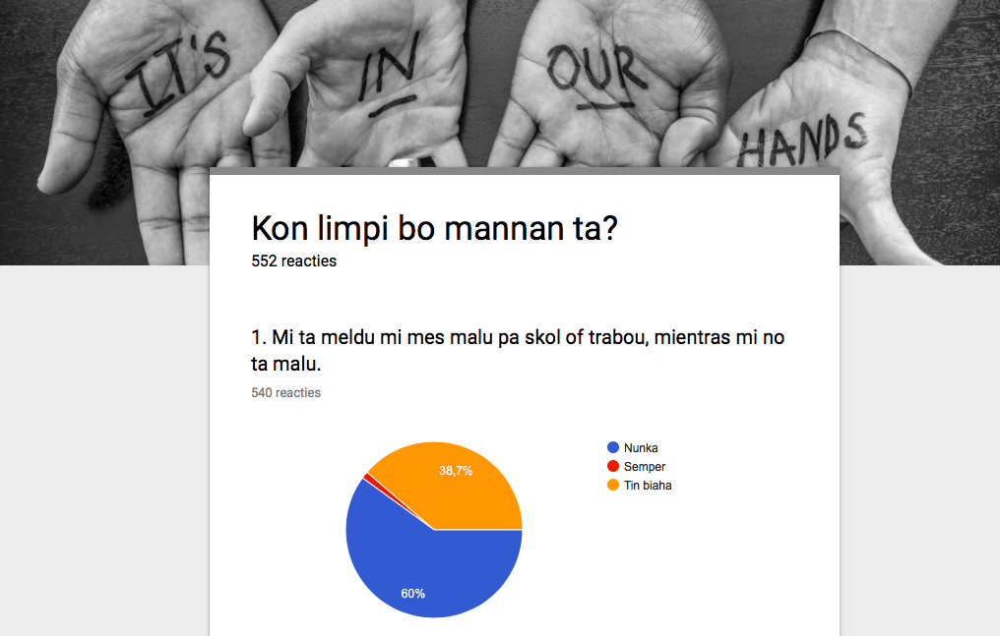 IT'S IN OUR HANDS
Kon limpi bo mannan ta?
552 reacties
1. Mi ta meldu mi mes malu pa skol of trabou, mientras mi no
ta malu.
540 reacties
Nunka
Semper
Tin biaha
38,7%
60%